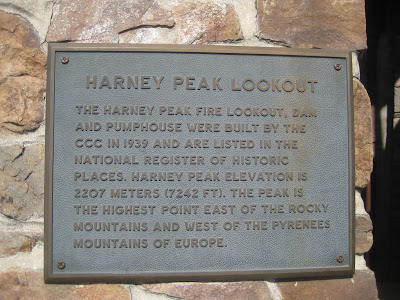 HARNEY PEAK LOOKOUT
THE HARNEY PEAK FIRE LOOKOUT, DAM
AND PUMPHOUSE WERE BUILT BY THE
CCC IN 1939 AND ARE LISTED IN THE
NATIONAL REGISTER OF HISTORIC
PLACES. HARNEY PEAK ELEVATION IS
2207 METERS (7242 FT). THE PEAK IS
THE HIGHEST POINT EAST OF THE ROCKY
MOUNTAINS AND WEST OF THE PYRENEES
MOUNTAINS OF EUROPE.